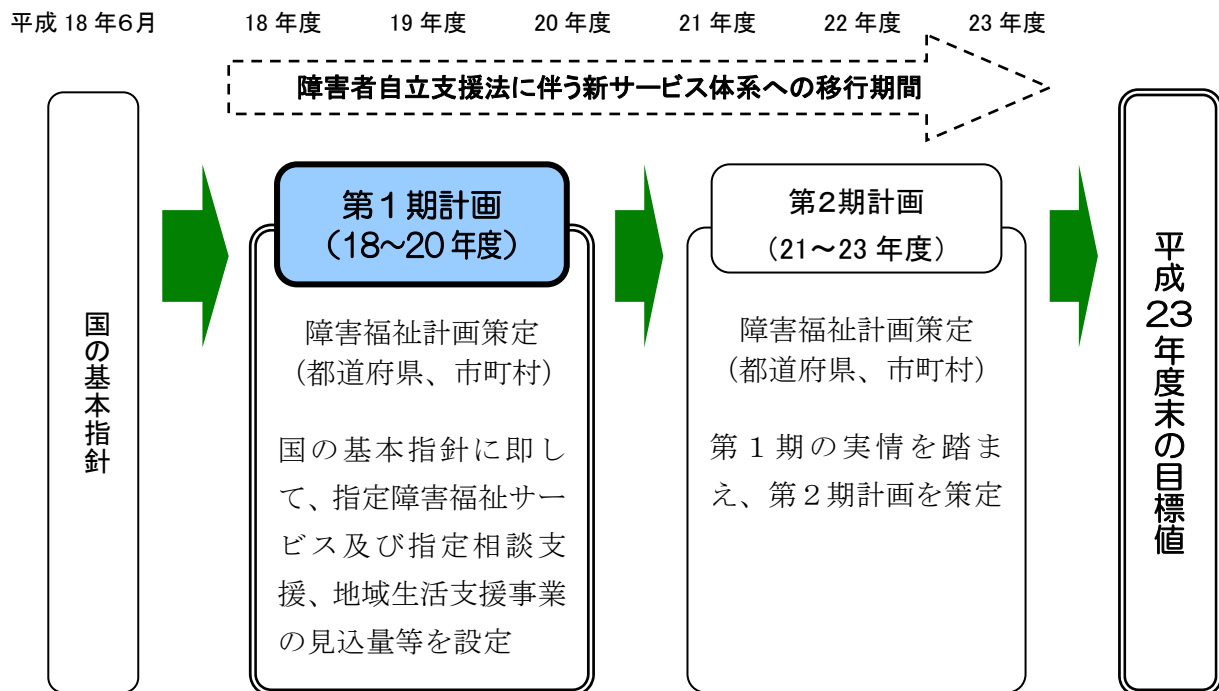 平成 18 年６月 18 年度 19 年度 20 年度 21 年度 22 年度 23 年度
障害者自立支援法に伴う新サービス体系への移行期間
国の基本指針
第１期計画
（18～20 年度）
障害福祉計画策定
（都道府県、市町村）
国の基本指針に即し
て、指定障害福祉サー
ビス及び指定相談支
援、地域生活支援事業
の見込量等を設定
第２期計画
（21～23 年度）
障害福祉計画策定
（都道府県、市町村）
第１期の実情を踏ま
え、第２期計画を策定
平成23年度末の目標値